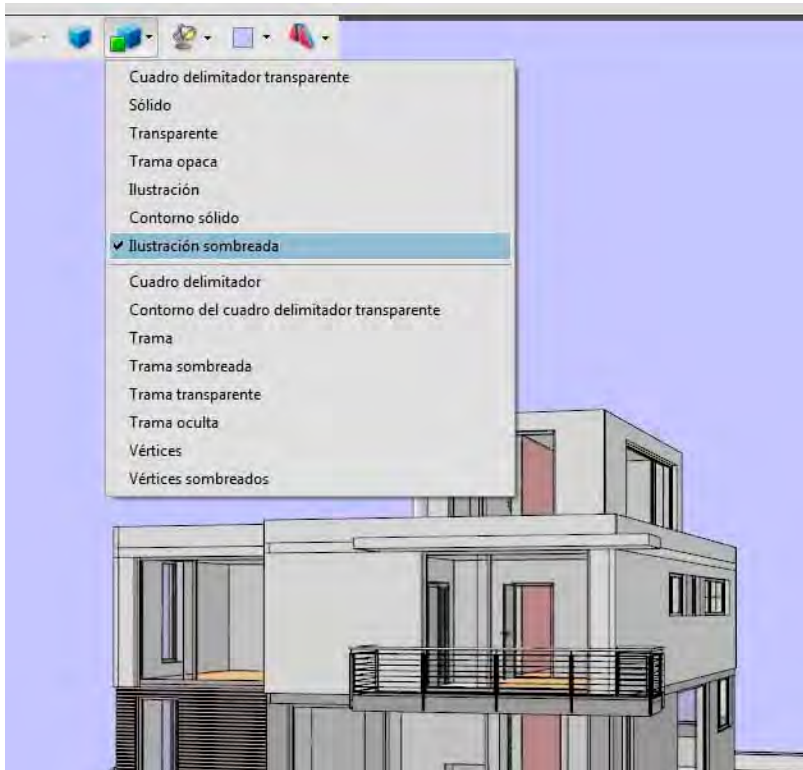 Cuadro delimitador transparente
Sólido
Transparente
Trama opaca
Ilustración
Contorno sólido
Ilustración sombreada
Cuadro delimitador
Contorno del cuadro delimitador transparente
Trama
Trama sombreada
Trama transparente
Trama oculta
Vértices
Vértices sombreados